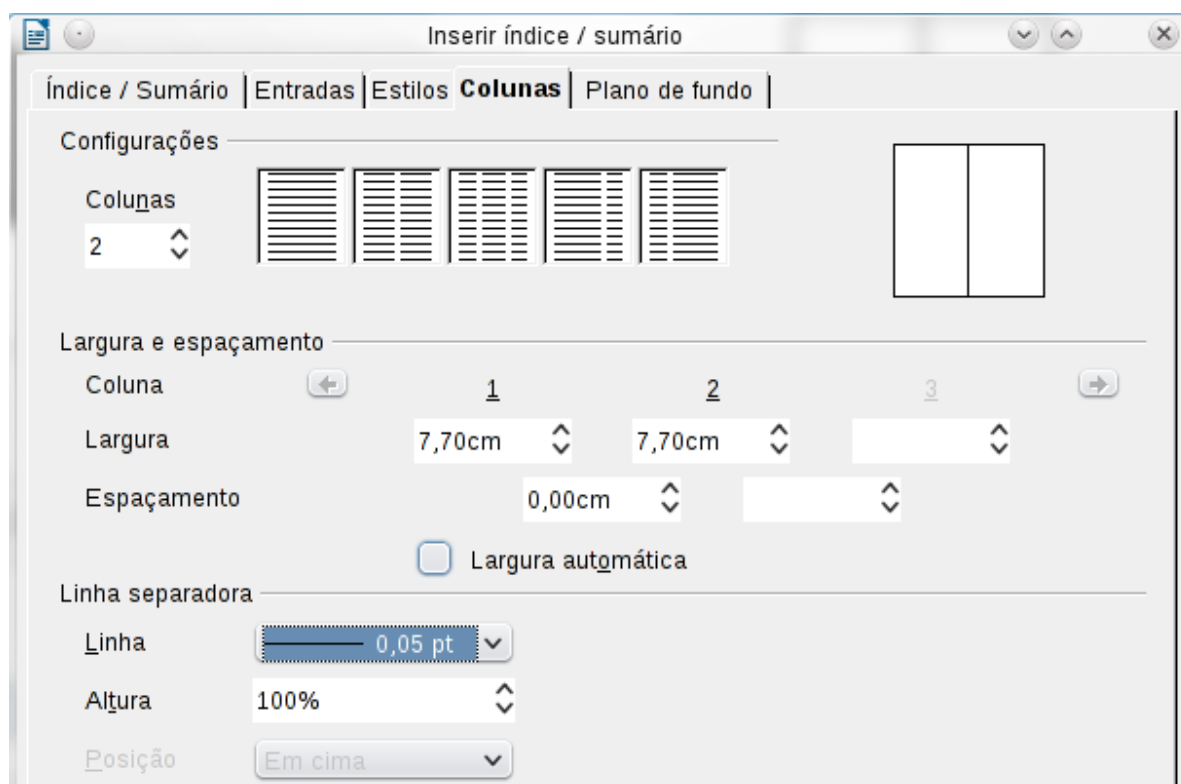 Inserir índice / sumário
Índice / Sumário Entradas Estilos Colunas Plano de fundo
Configurações
Colunas
2
Largura e espaçamento
Coluna 1 2 3
Largura 7,70cm 7,70cm
Espaçamento 0,00cm
Largura automática
Linha separadora
Linha 0,05 pt
Altura 100%
Posição Em cima